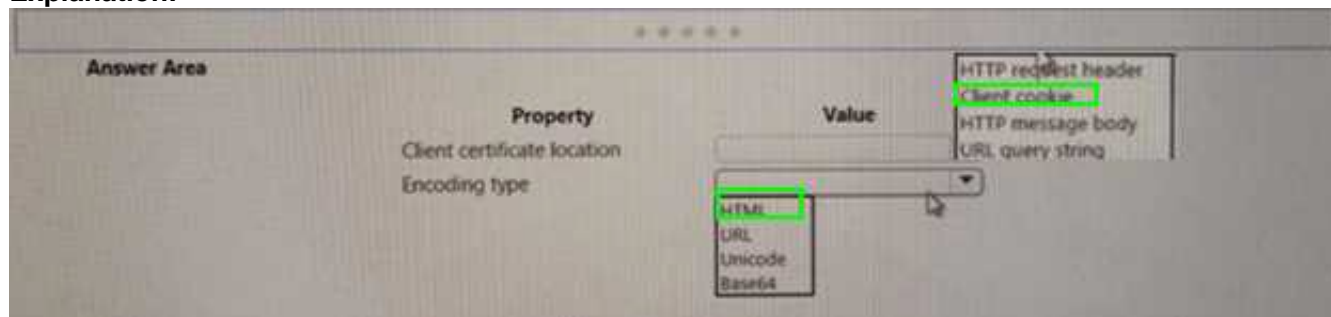 Explanation:
Answer Area
HTTP request header
Client cookie
HTTP message body
URL query string
Property Value
Client certificate location
Encoding type
HTML
URL
Unicode
Base64